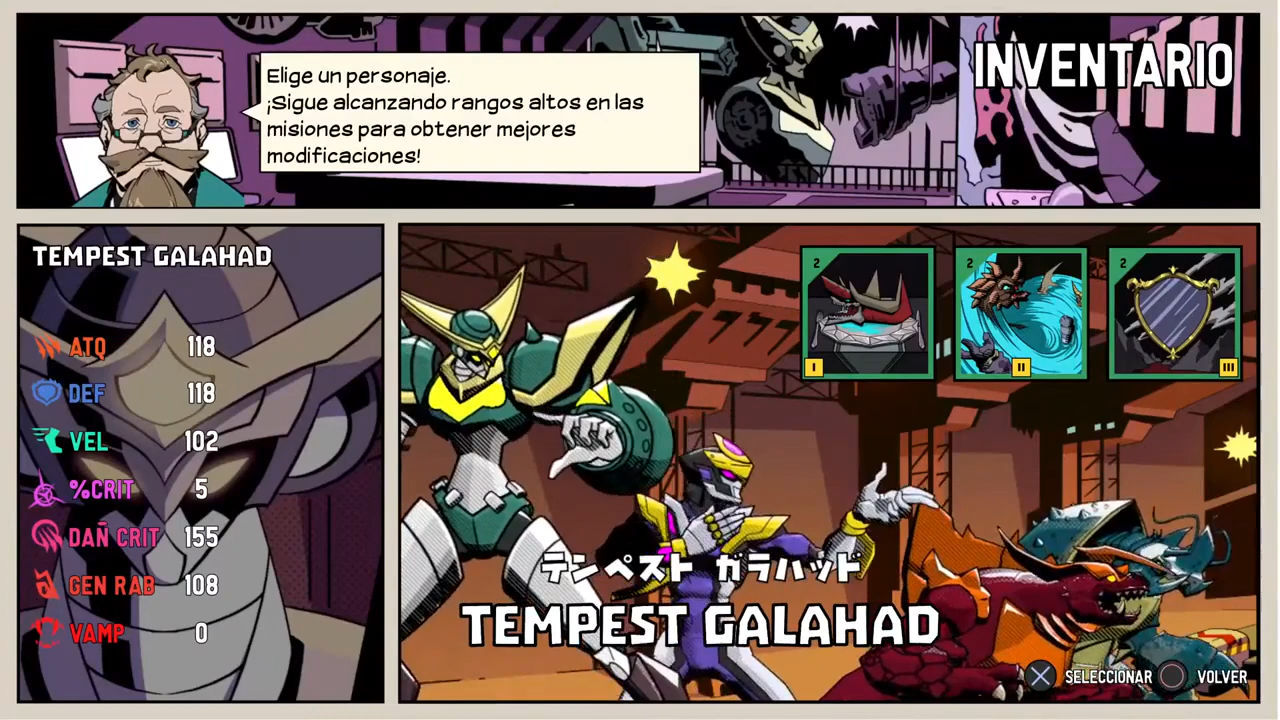 Elige un personaje.
¡Sigue alcanzando rangos altos en las
misiones para obtener mejores
modificaciones!
INVENTARIO
TEMPEST GALAHAD
ATQ 118
DEF 118
VEL 102
%CRIT 5
DAÑ CRIT 155
GEN RAB 108
VAMP 0
2
I
2
II
2
III
テンペスト ガラハッド
TEMPEST GALAHAD
SELECCIONAR
VOLVER